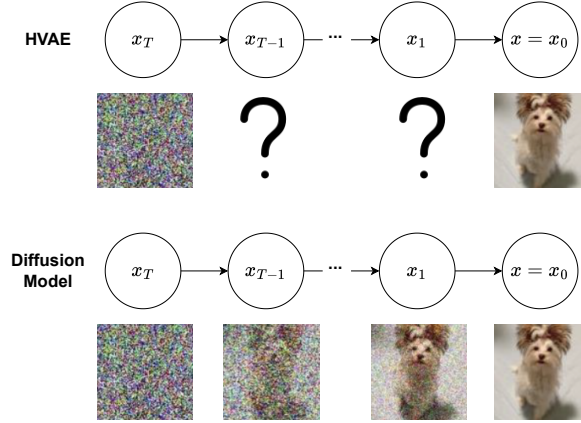 HVAE
x_T
x_{T-1}
...
x_1
x = x_0
?
?
Diffusion
Model
x_T
x_{T-1}
...
x_1
x = x_0